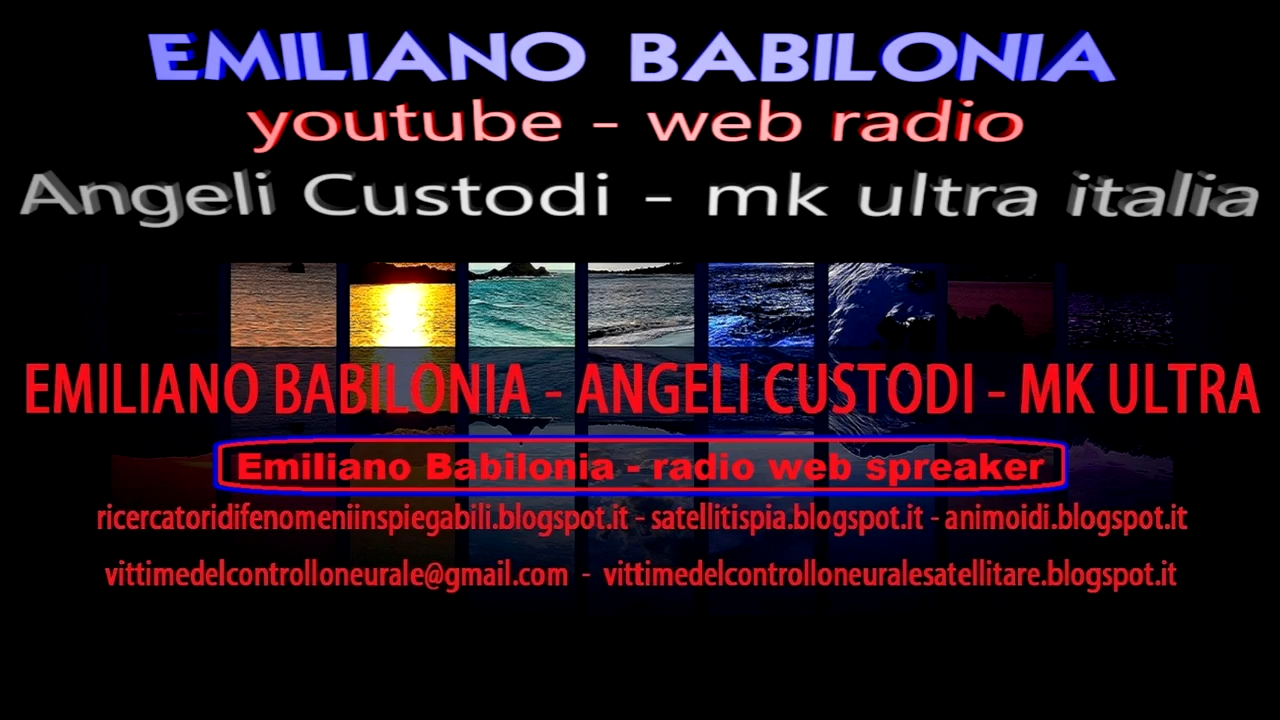 EMILIANO BABILONIA
youtube - web radio
Angeli Custodi - mk ultra italia
EMILIANO BABILONIA - ANGELI CUSTODI - MK ULTRA
Emiliano Babilonia - radio web spreaker
ricercatoridifenomeniinspiegabili.blogspot.it - satellitispia.blogspot.it - animoidi.blogspot.it
vittimedelcontrolloneurale@gmail.com - vittimedelcontrolloneuralesatellitare.blogspot.it